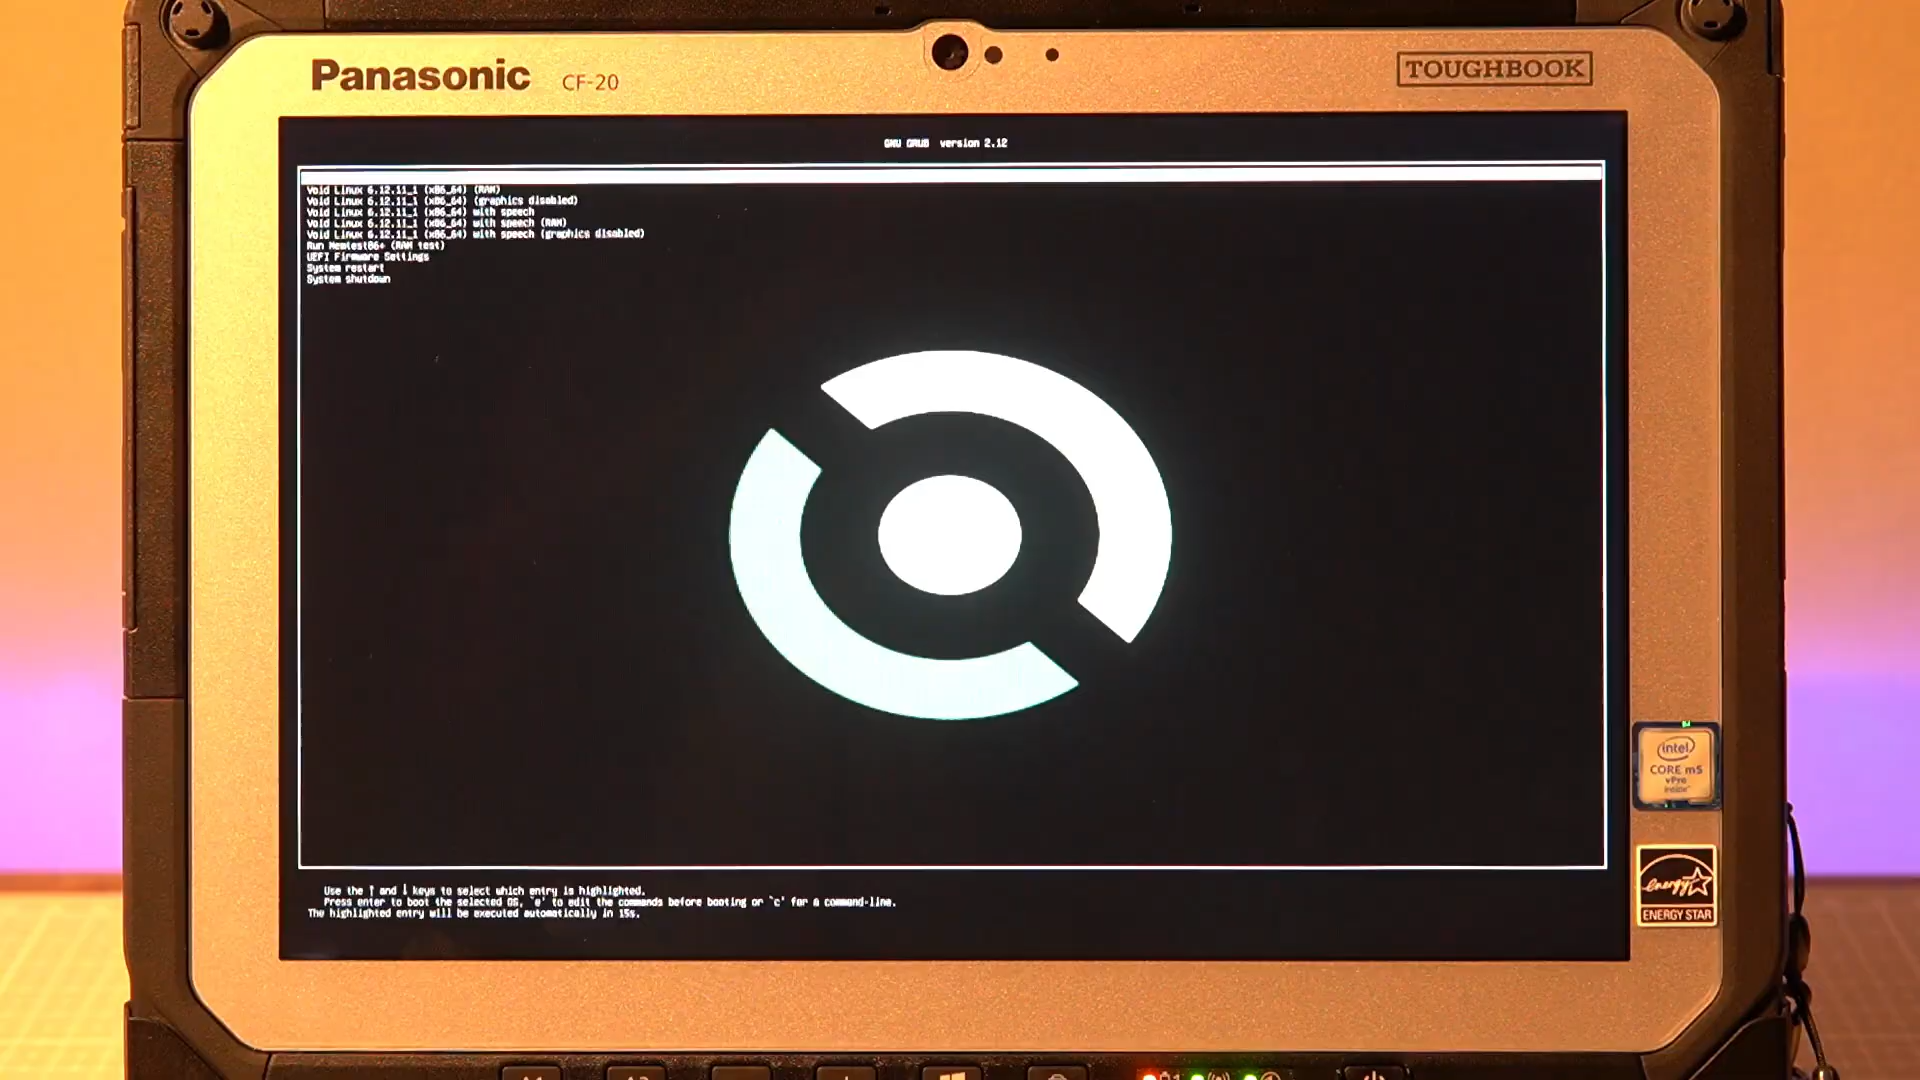 Panasonic CF-20
TOUGHBOOK
GNU GRUB version 2.12
Void Linux 6.12.11_1 (x86_64) (RAM)
Void Linux 6.12.11_1 (x86_64) (graphics disabled)
Void Linux 6.12.11_1 (x86_64) with speech
Void Linux 6.12.11_1 (x86_64) with speech (RAM)
Void Linux 6.12.11_1 (x86_64) with speech (graphics disabled)
Run Memtest86+ (RAM test)
UEFI Firmware Settings
System restart
System shutdown
Use the ↑ and ↓ keys to select which entry is highlighted.
Press enter to boot the selected OS, `e' to edit the commands before booting or `c' for a command-line.
The highlighted entry will be executed automatically in 15s.
intel
CORE m5
vPro
inside™
energy
ENERGY STAR